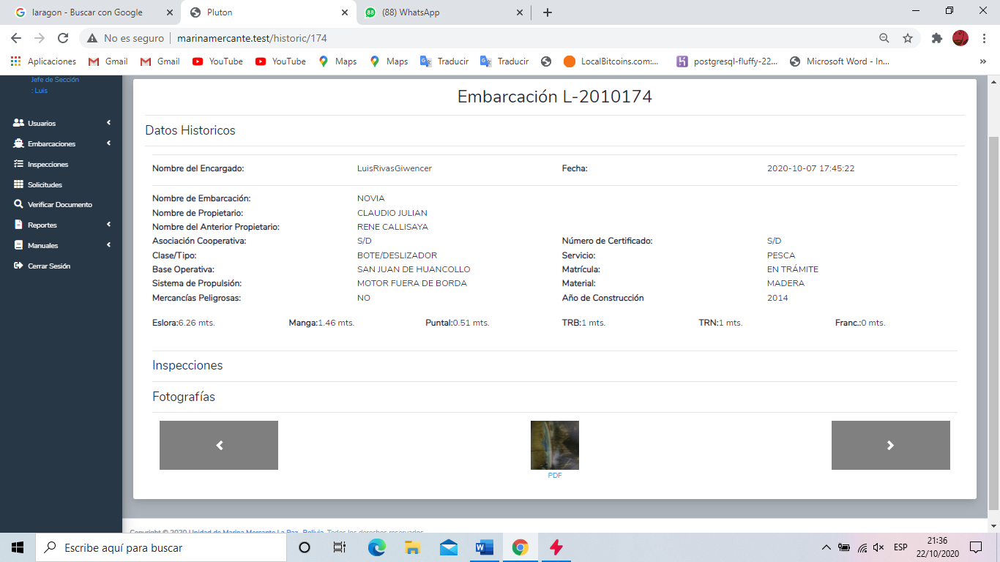 laragon - Buscar con Google
Pluton
88 (88) WhatsApp
No es seguro marinamercante.test/historic/174
Aplicaciones Gmail Gmail YouTube YouTube Maps Maps Traducir Traducir LocalBitcoins.com:... postgresql-fluffy-22... Microsoft Word - In... »
Jefe de Sección
: Luis
Usuarios
Embarcaciones
Inspecciones
Solicitudes
Verificar Documento
Reportes
Manuales
Cerrar Sesión
Embarcación L-2010174
Datos Historicos
Nombre del Encargado: LuisRivasGiwencer Fecha: 2020-10-07 17:45:22
Nombre de Embarcación: NOVIA
Nombre de Propietario: CLAUDIO JULIAN
Nombre del Anterior Propietario: RENE CALLISAYA
Asociación Cooperativa: S/D Número de Certificado: S/D
Clase/Tipo: BOTE/DESLIZADOR Servicio: PESCA
Base Operativa: SAN JUAN DE HUANCOLLO Matrícula: EN TRÁMITE
Sistema de Propulsión: MOTOR FUERA DE BORDA Material: MADERA
Mercancías Peligrosas: NO Año de Construcción 2014
Eslora:6.26 mts. Manga:1.46 mts. Puntal:0.51 mts. TRB:1 mts. TRN:1 mts. Franc.:0 mts.
Inspecciones
Fotografías
PDF
Copyright © 2020 Unidad de Marina Mercante La Paz - Bolivia. Todos los derechos reservados.
Escribe aquí para buscar
ESP
21:36
22/10/2020